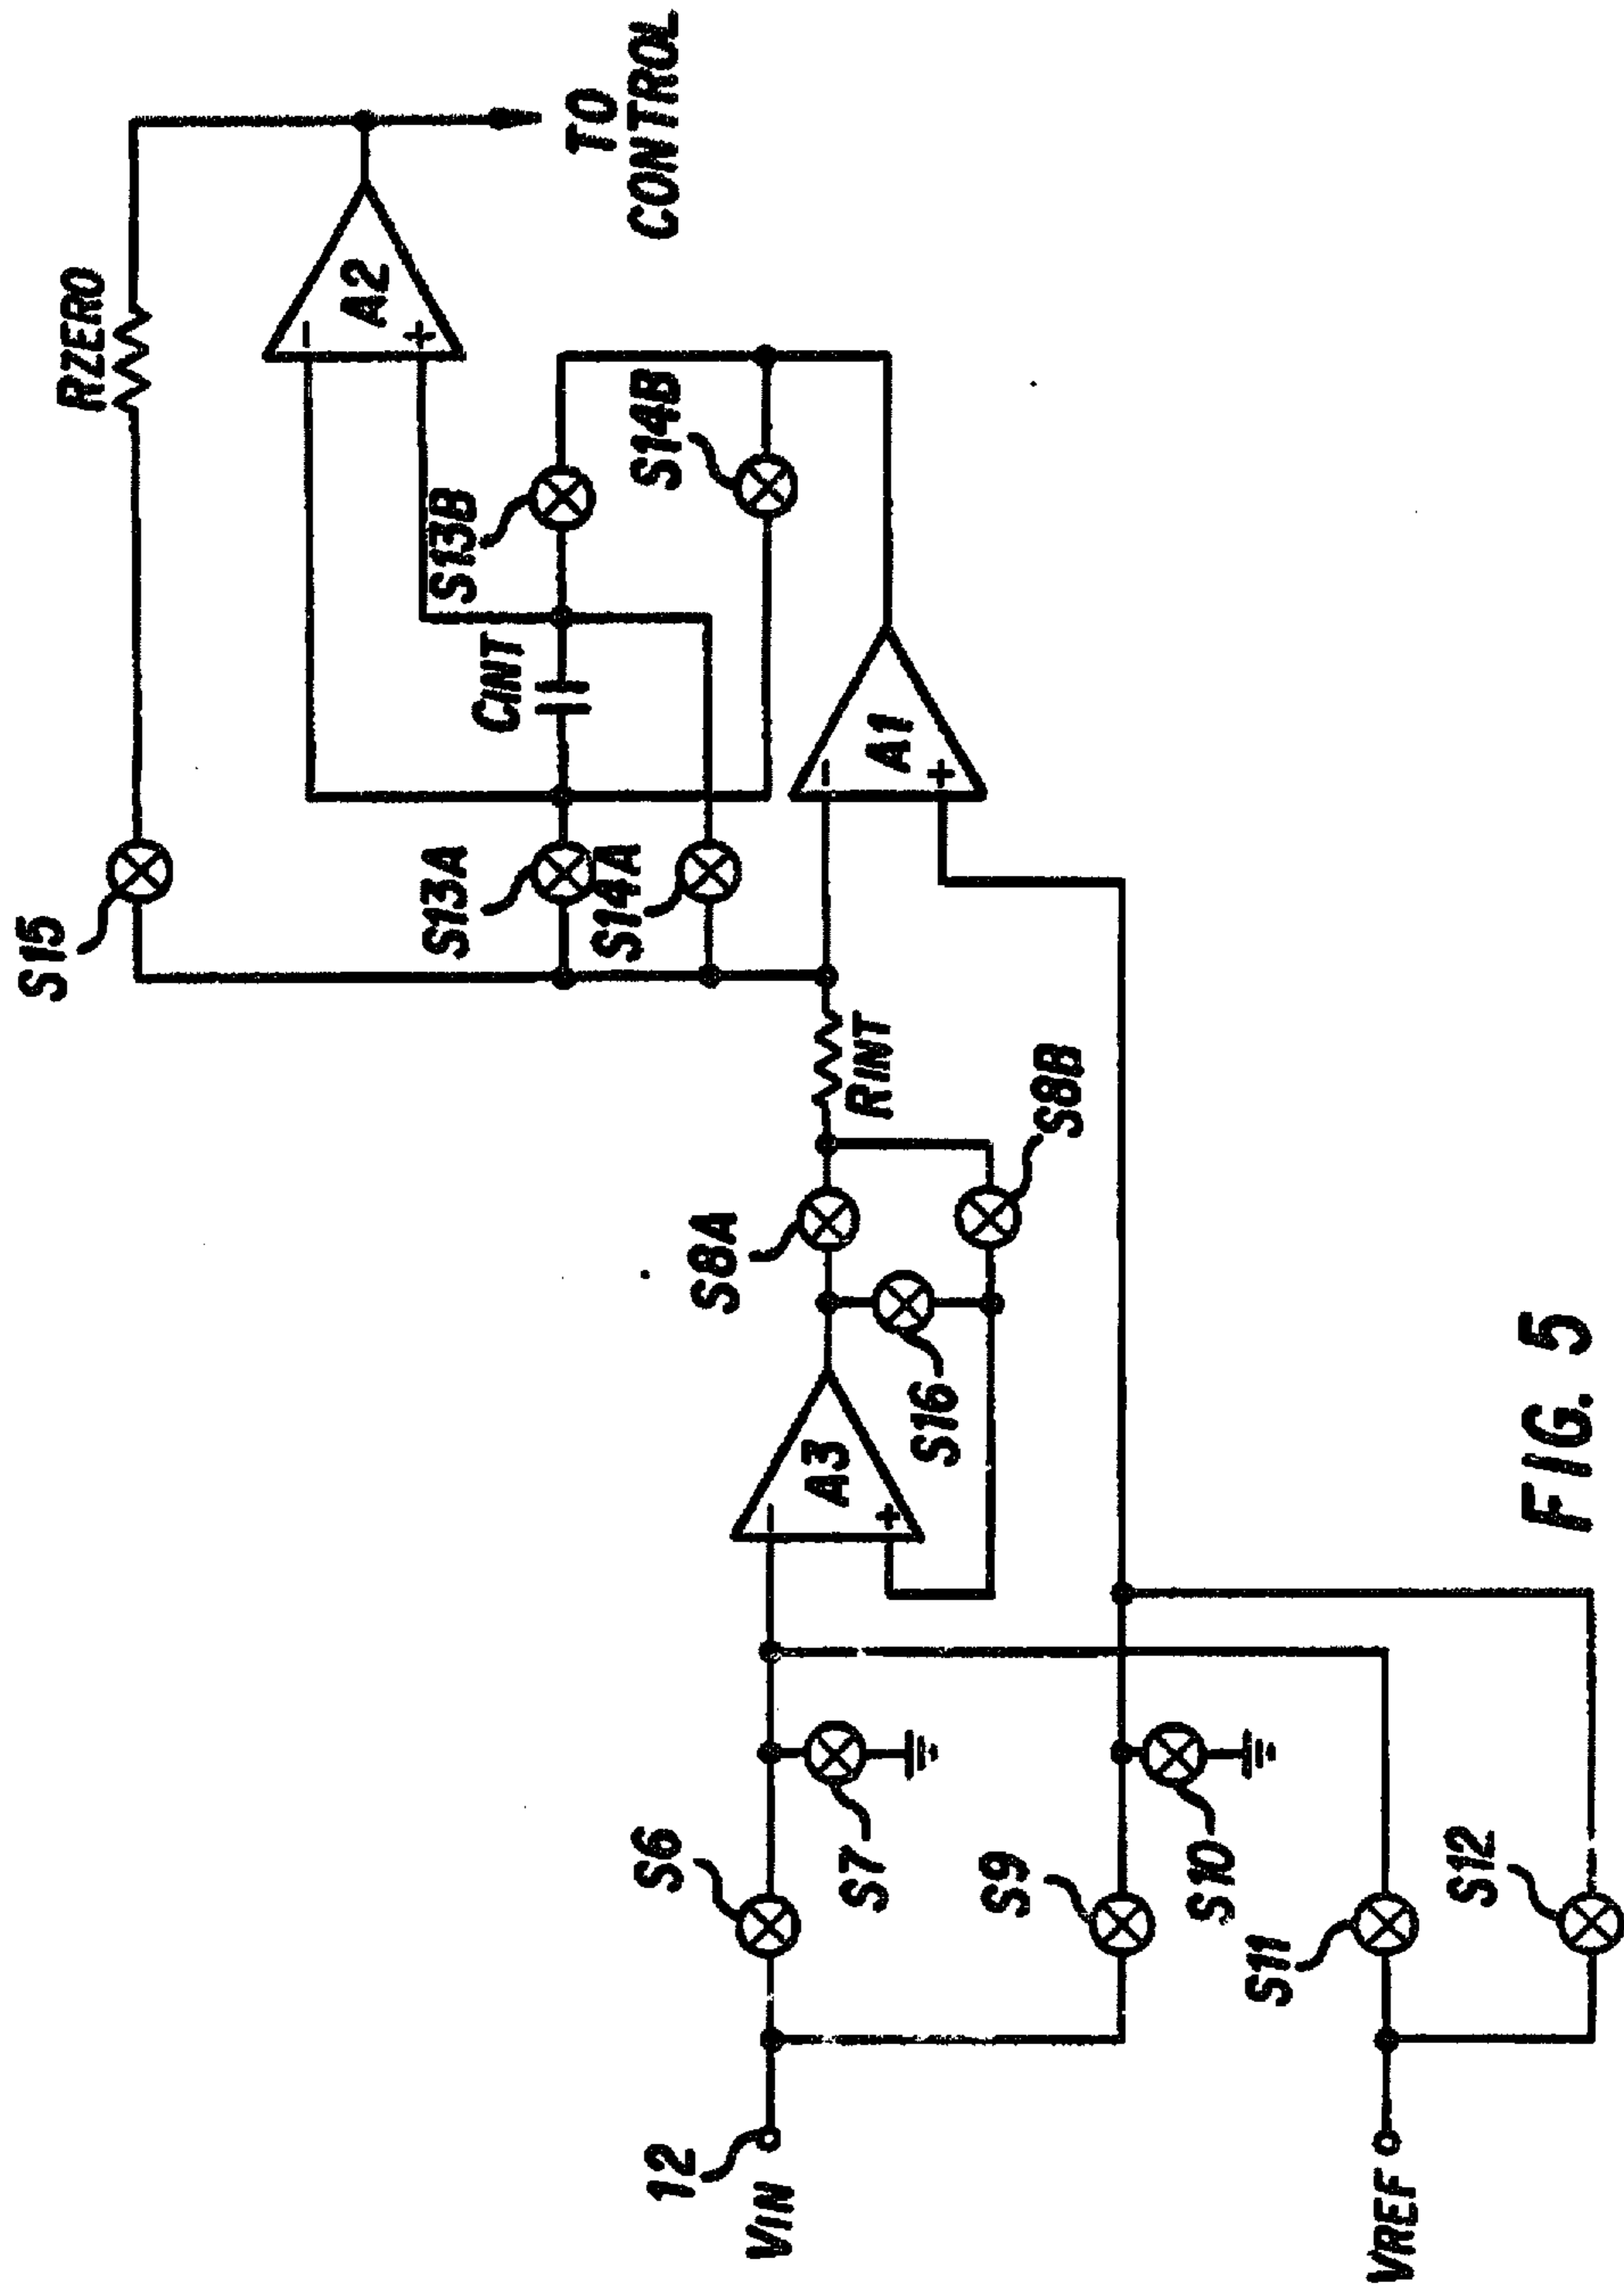 S15
RZERO
A2
−
+
TO
CONTROL
S13A
S14A
CINT
S13B
S14B
A1
−
+
S8A
RINT
S8B
A3
−
+
S16
12
VIN
S6
S7
S9
S10
VREF
S11
S12
FIG. 5